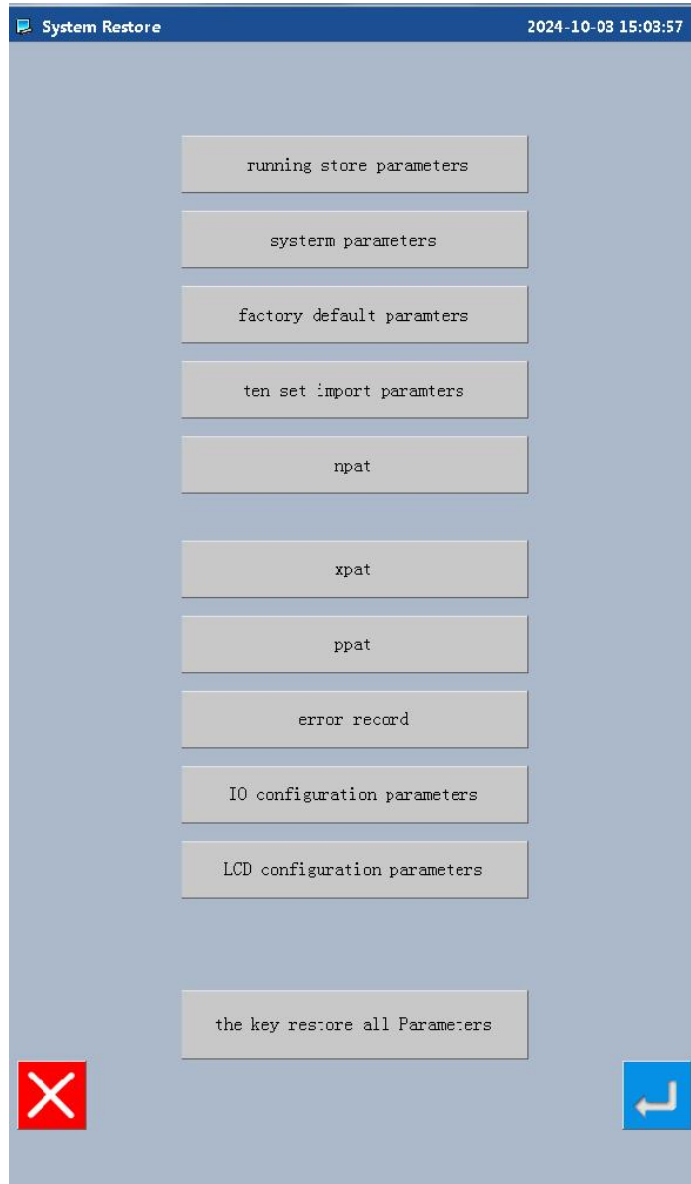 System Restore 2024-10-03 15:03:57
running store parameters
systerm parameters
factory default paramters
ten set import paramters
npat
xpat
ppat
error record
IO configuration parameters
LCD configuration parameters
the key restore all Parameters